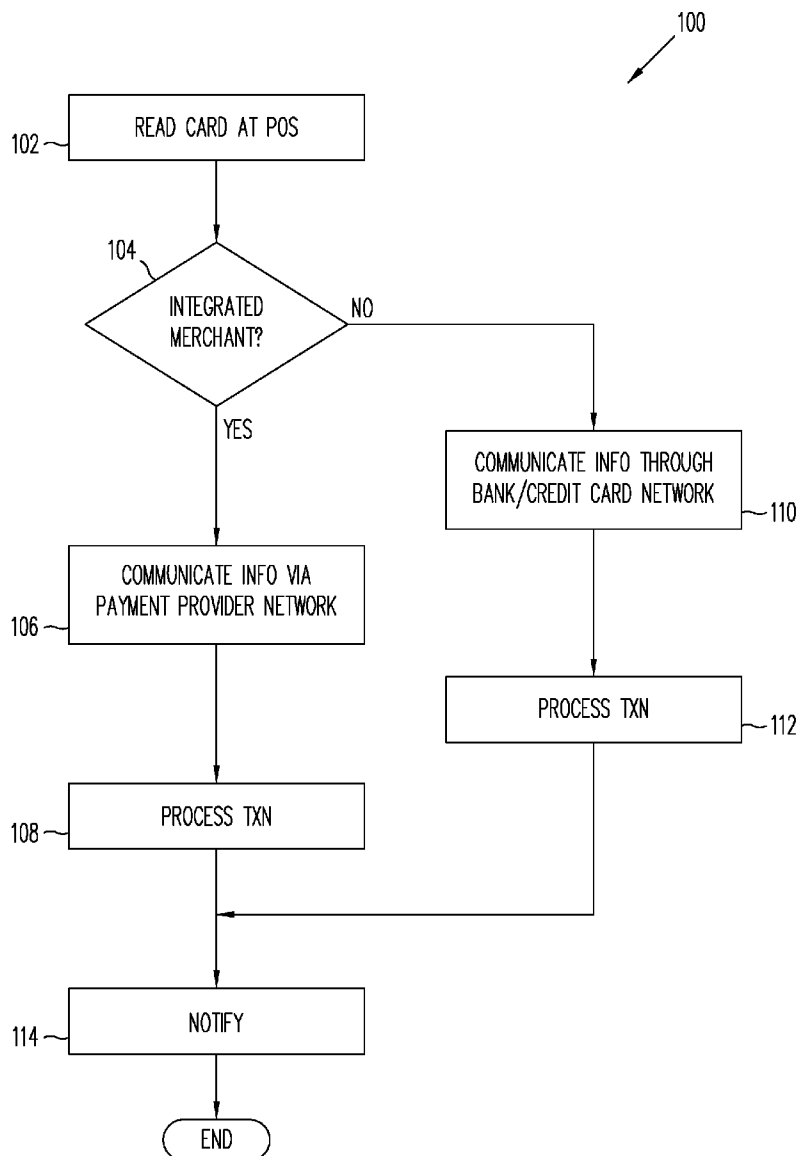 100
READ CARD AT POS
102
104
INTEGRATED
MERCHANT?
NO
YES
COMMUNICATE INFO THROUGH
BANK/CREDIT CARD NETWORK
110
COMMUNICATE INFO VIA
PAYMENT PROVIDER NETWORK
106
PROCESS TXN
112
PROCESS TXN
108
NOTIFY
114
END